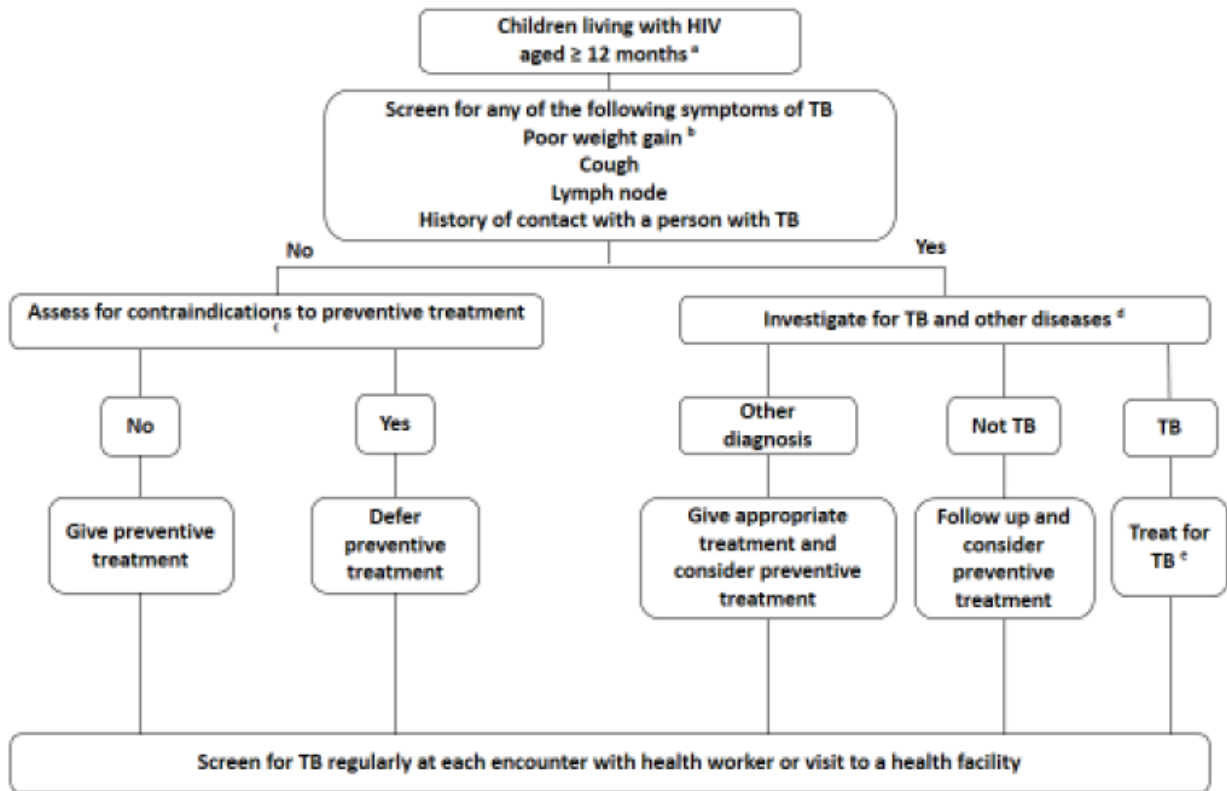 Children living with HIV
aged ≥ 12 months ᵃ
Screen for any of the following symptoms of TB
Poor weight gain ᵇ
Cough
Lymph node
History of contact with a person with TB
No
Yes
Assess for contraindications to preventive treatment
ᶜ
Investigate for TB and other diseases ᵈ
No
Yes
Other
diagnosis
Not TB
TB
Give preventive
treatment
Defer
preventive
treatment
Give appropriate
treatment and
consider preventive
treatment
Follow up and
consider
preventive
treatment
Treat for
TB ᵉ
Screen for TB regularly at each encounter with health worker or visit to a health facility